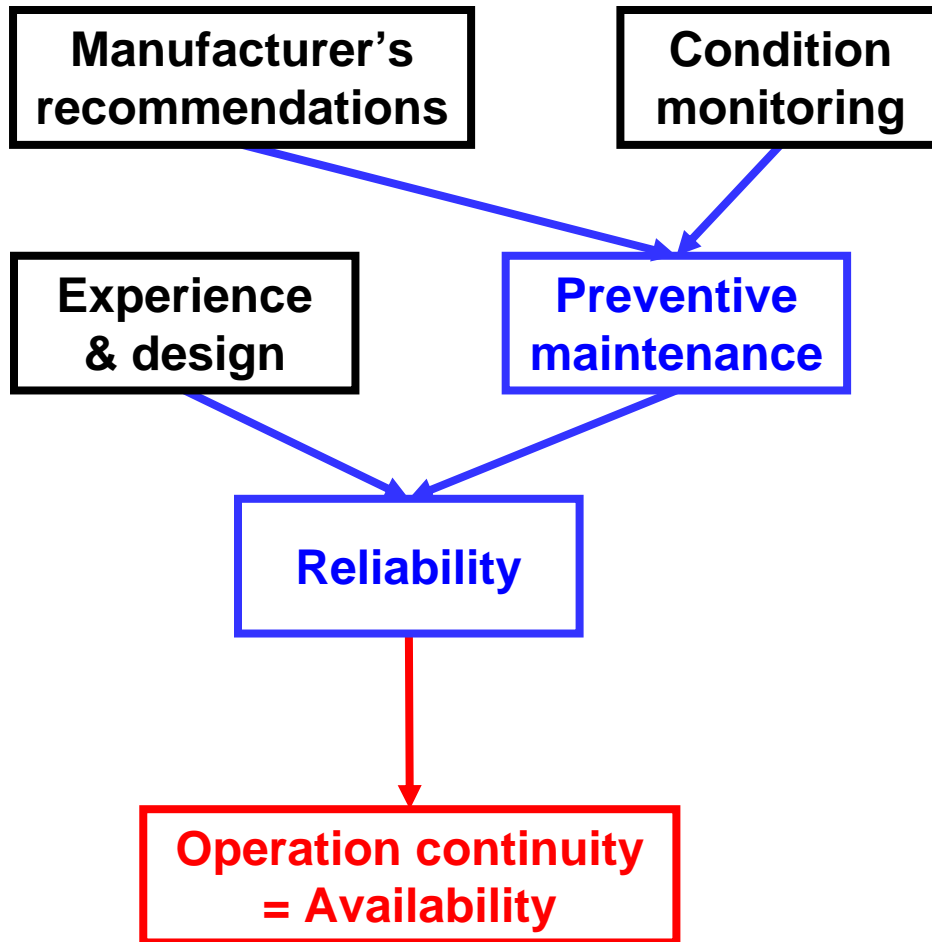 Manufacturer’s
recommendations
Condition
monitoring
Experience
& design
Preventive
maintenance
Reliability
Operation continuity
= Availability